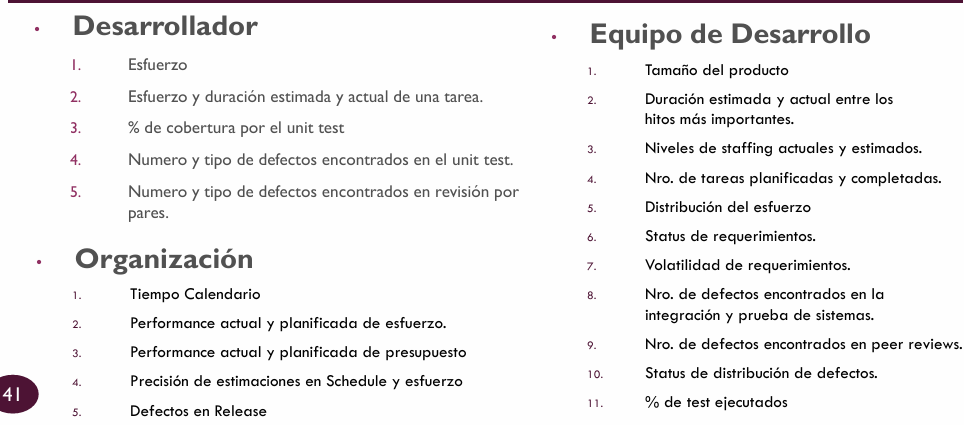 • Desarrollador
1. Esfuerzo
2. Esfuerzo y duración estimada y actual de una tarea.
3. % de cobertura por el unit test
4. Numero y tipo de defectos encontrados en el unit test.
5. Numero y tipo de defectos encontrados en revisión por
pares.
• Organización
1. Tiempo Calendario
2. Performance actual y planificada de esfuerzo.
3. Performance actual y planificada de presupuesto
4. Precisión de estimaciones en Schedule y esfuerzo
5. Defectos en Release
• Equipo de Desarrollo
1. Tamaño del producto
2. Duración estimada y actual entre los
hitos más importantes.
3. Niveles de staffing actuales y estimados.
4. Nro. de tareas planificadas y completadas.
5. Distribución del esfuerzo
6. Status de requerimientos.
7. Volatilidad de requerimientos.
8. Nro. de defectos encontrados en la
integración y prueba de sistemas.
9. Nro. de defectos encontrados en peer reviews.
10. Status de distribución de defectos.
11. % de test ejecutados
41